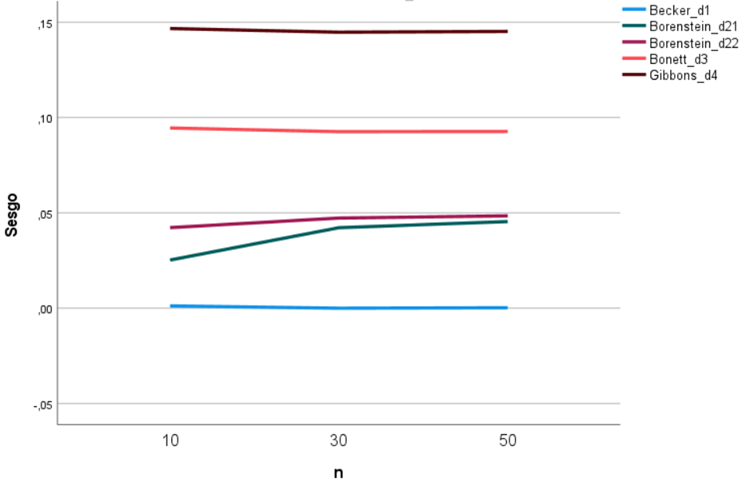 Becker_d1
Borenstein_d21
Borenstein_d22
Bonett_d3
Gibbons_d4
,15
,10
,05
,00
-,05
Sesgo
10 30 50
n